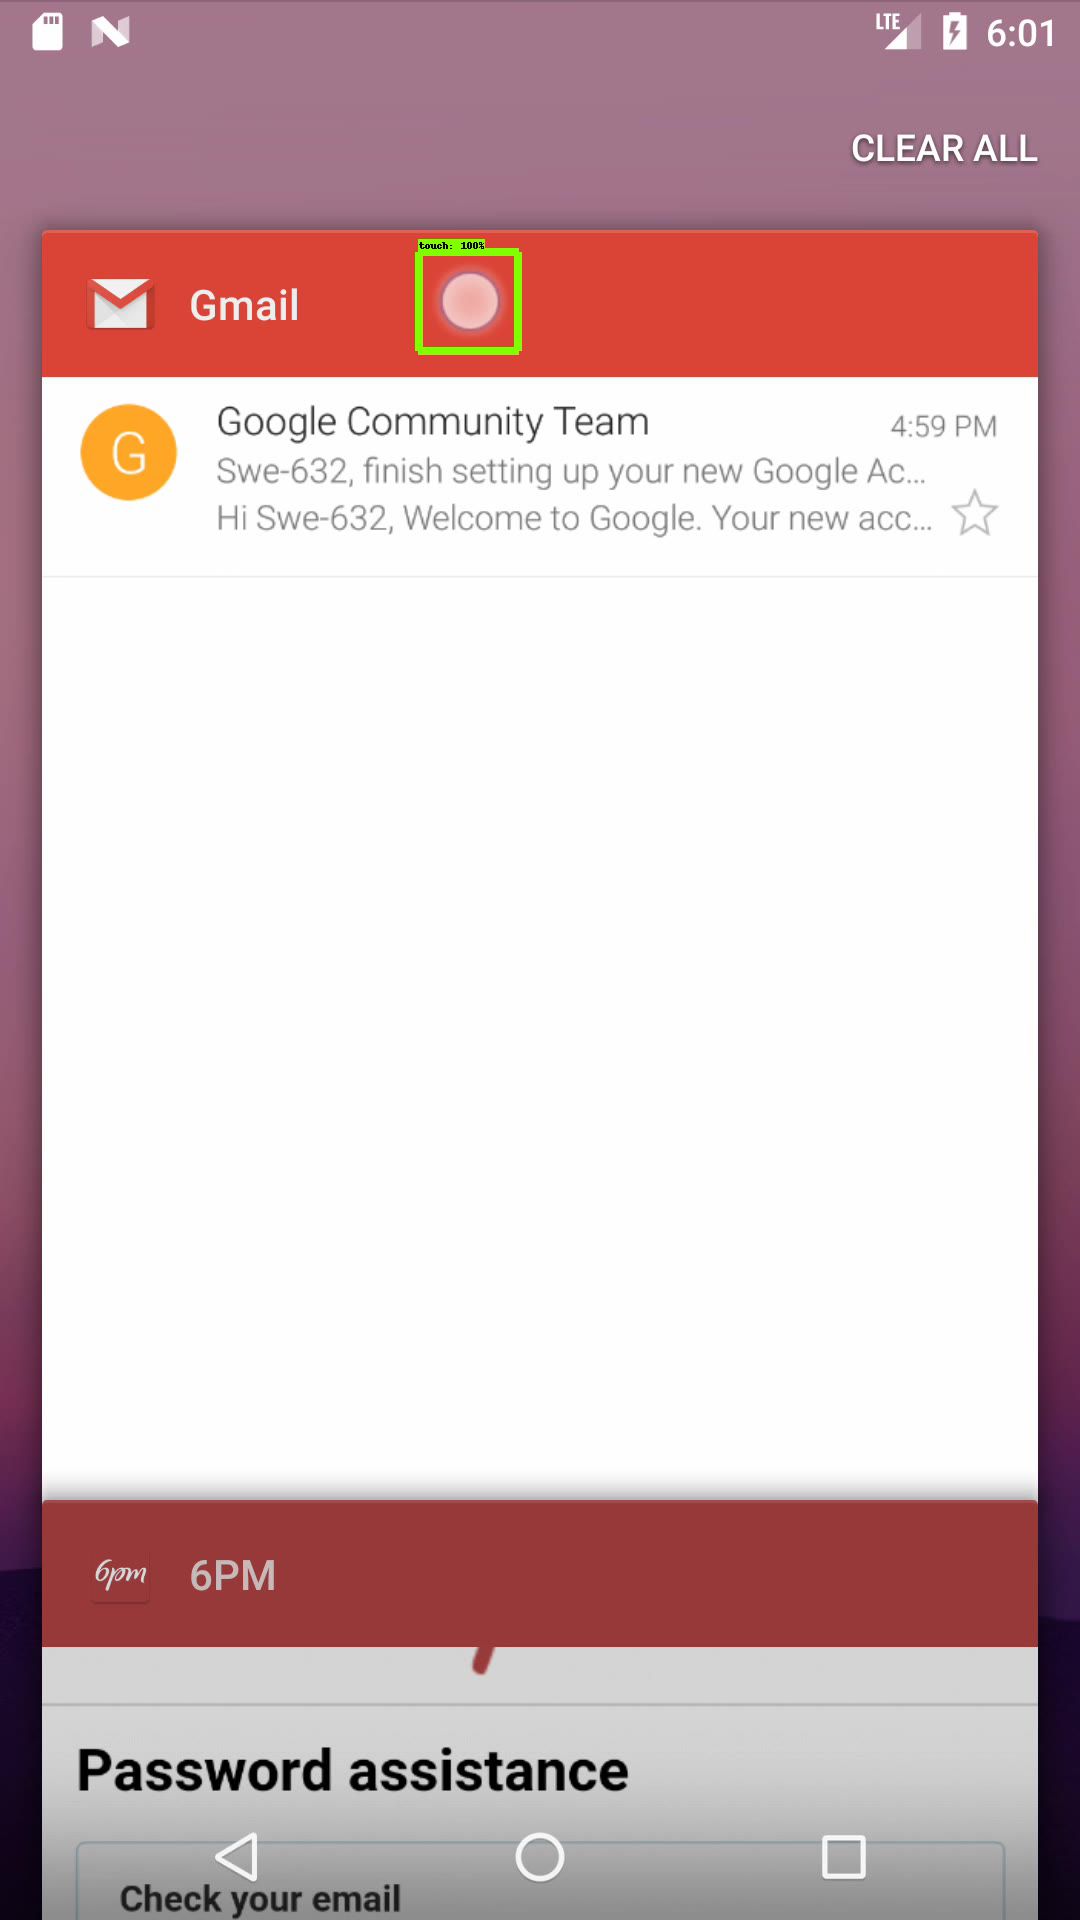 LTE 6:01
CLEAR ALL
touch: 100%
Gmail
G
Google Community Team 4:59 PM
Swe-632, finish setting up your new Google Ac...
Hi Swe-632, Welcome to Google. Your new acc...
6pm 6PM
Password assistance
Check your email